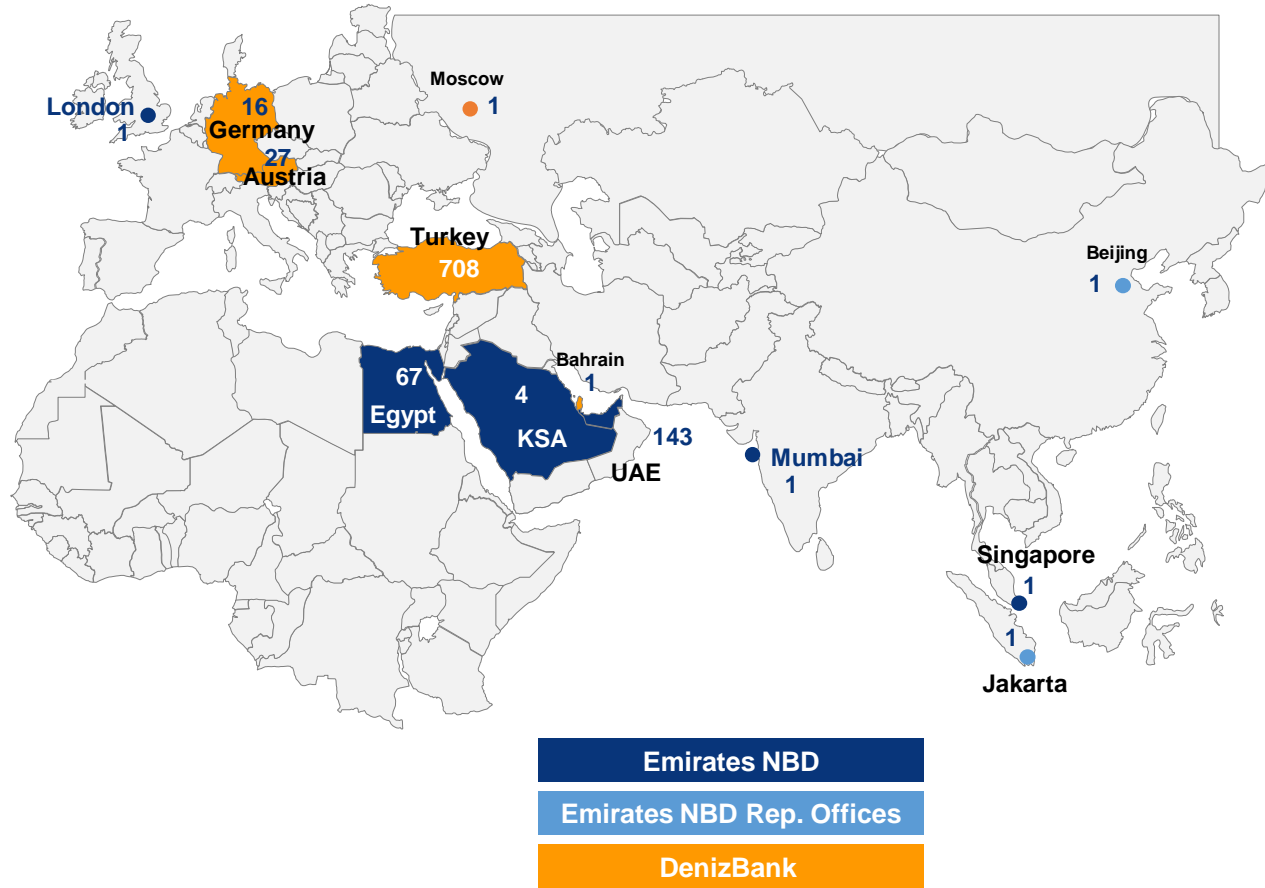 Moscow
1
London
1
16
Germany
27
Austria
Turkey
708
Beijing
1
Bahrain
1
67
Egypt
4
KSA
143
UAE
Mumbai
1
Singapore
1
1
Jakarta
Emirates NBD
Emirates NBD Rep. Offices
DenizBank